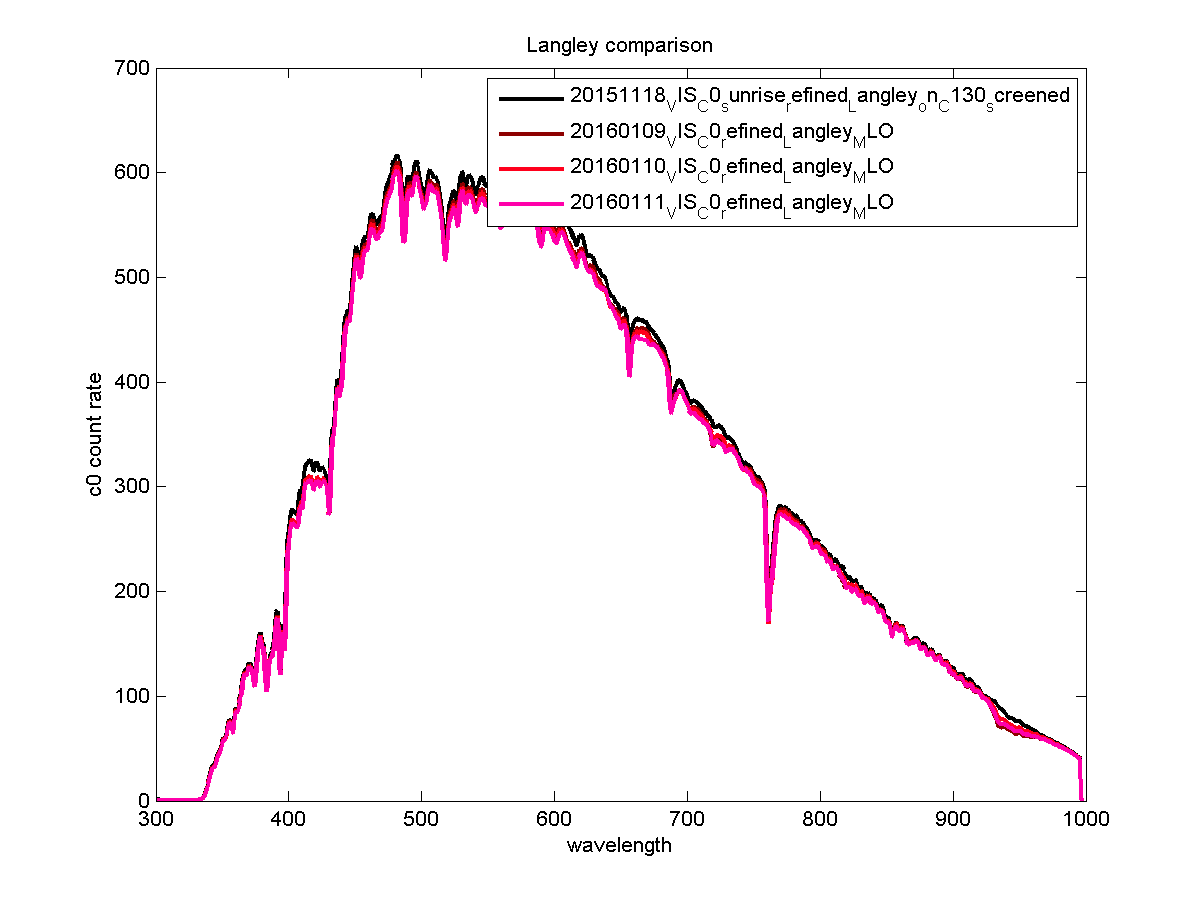 Langley comparison
700
600
500
400
300
200
100
0
c0 count rate
20151118_VIS_C0_sunrise_refined_Langley_on_C130_screened
20160109_VIS_C0_refined_Langley_MLO
20160110_VIS_C0_refined_Langley_MLO
20160111_VIS_C0_refined_Langley_MLO
300 400 500 600 700 800 900 1000
wavelength